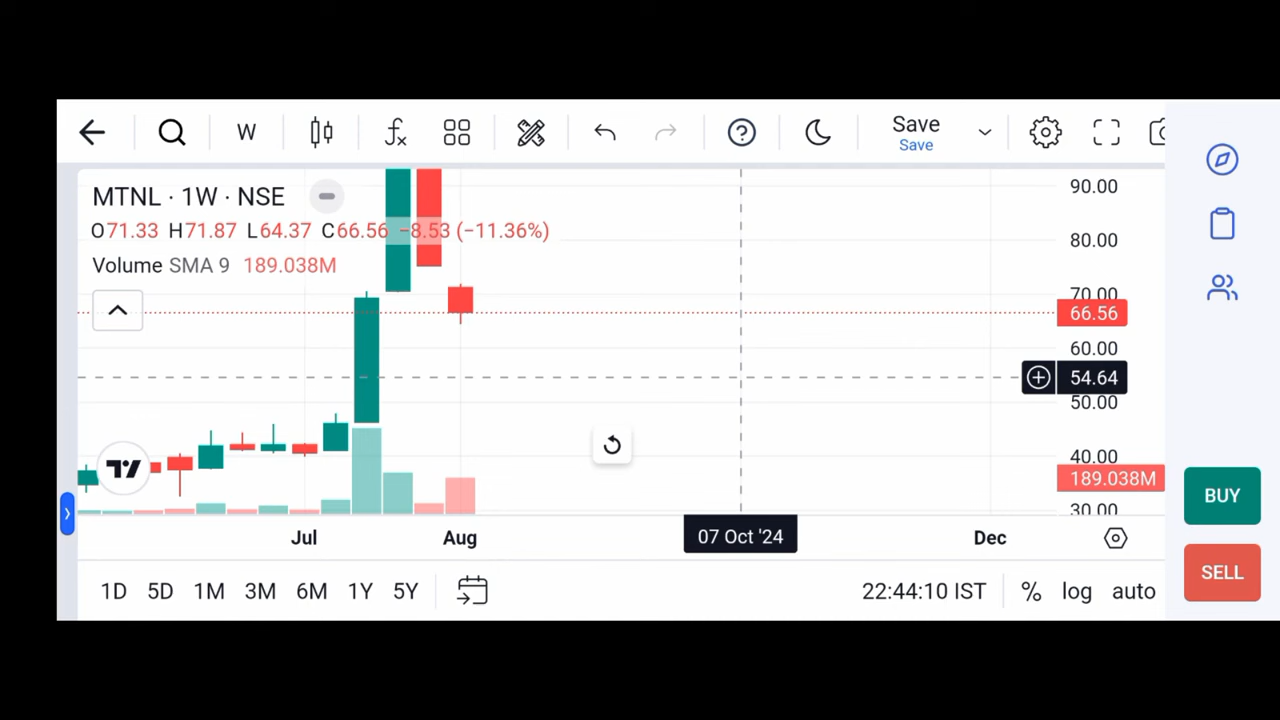 W
Save
Save
MTNL · 1W · NSE
O71.33 H71.87 L64.37 C66.56 −8.53 (−11.36%)
Volume SMA 9 189.038M
90.00
80.00
70.00
66.56
60.00
54.64
50.00
40.00
189.038M
30.00
BUY
SELL
Jul
Aug
07 Oct '24
Dec
1D 5D 1M 3M 6M 1Y 5Y
22:44:10 IST
% log auto